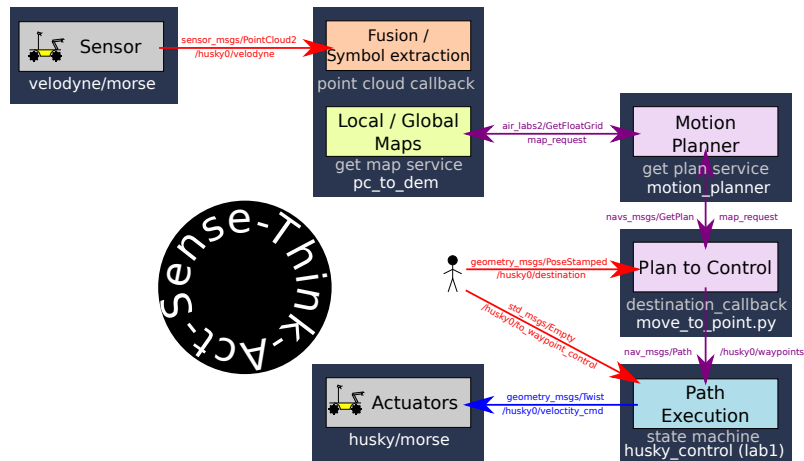 Sensor
velodyne/morse
sensor_msgs/PointCloud2
/husky0/velodyne
Fusion /
Symbol extraction
point cloud callback
Local / Global
Maps
get map service
pc_to_dem
air_labs2/GetFloatGrid
map_request
Motion
Planner
get plan service
motion_planner
navs_msgs/GetPlan
map_request
Sense-Think-Act-
geometry_msgs/PoseStamped
/husky0/destination
Plan to Control
destination_callback
move_to_point.py
std_msgs/Empty
/husky0/to_waypoint_control
nav_msgs/Path
/husky0/waypoints
Actuators
husky/morse
geometry_msgs/Twist
/husky0/veloctity_cmd
Path
Execution
state machine
husky_control (lab1)